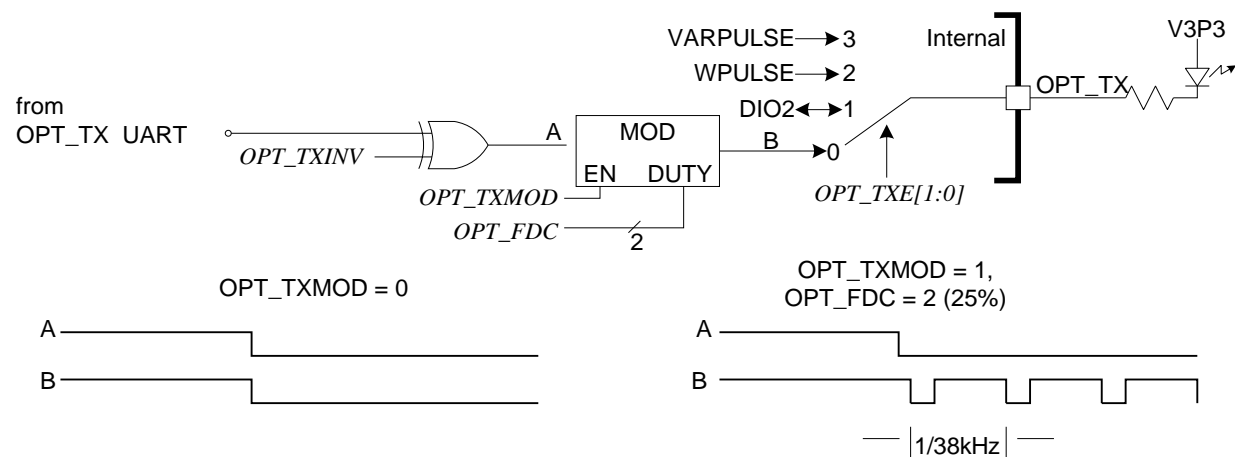 VARPULSE 3
Internal
V3P3
WPULSE 2
OPT_TX
from
OPT_TX UART
DIO2 1
A
MOD
B
0
OPT_TXINV
EN DUTY
OPT_TXMOD
OPT_TXE[1:0]
OPT_FDC
2
OPT_TXMOD = 0
OPT_TXMOD = 1,
OPT_FDC = 2 (25%)
A
B
A
B
1/38kHz